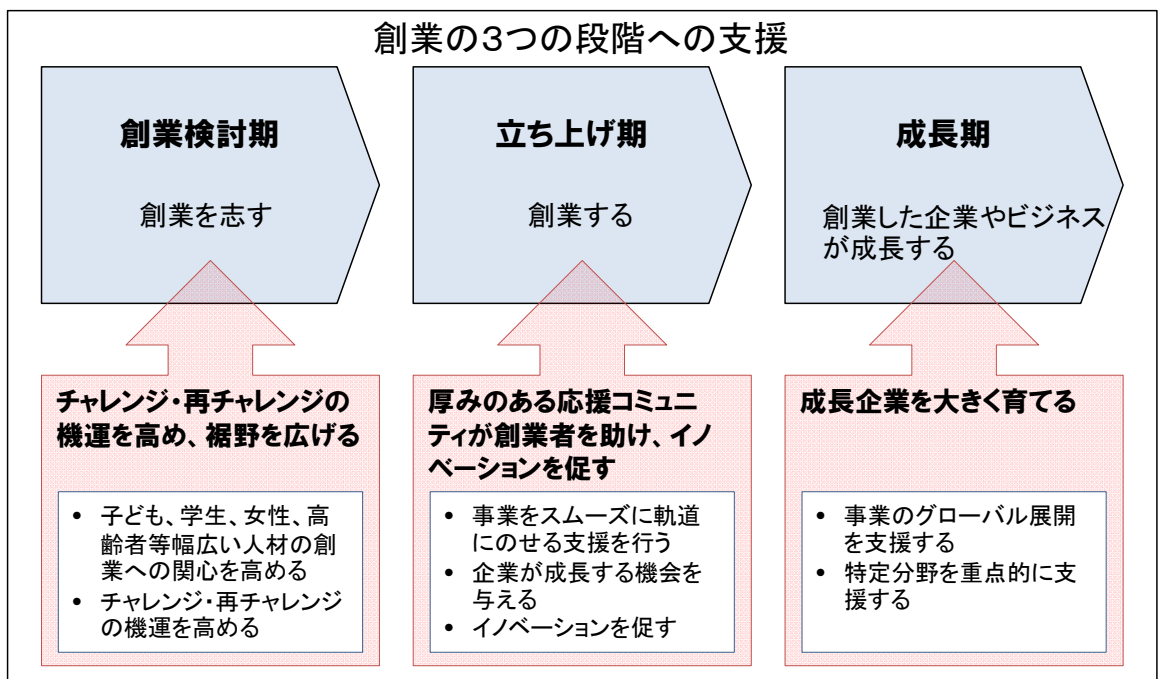 創業の3つの段階への支援
創業検討期
創業を志す
立ち上げ期
創業する
成長期
創業した企業やビジネス
が成長する
チャレンジ・再チャレンジの
機運を高め、裾野を広げる
• 子ども、学生、女性、高
齢者等幅広い人材の創
業への関心を高める
• チャレンジ・再チャレンジ
の機運を高める
厚みのある応援コミュニ
ティが創業者を助け、イノ
ベーションを促す
• 事業をスムーズに軌道
にのせる支援を行う
• 企業が成長する機会を
与える
• イノベーションを促す
成長企業を大きく育てる
• 事業のグローバル展開
を支援する
• 特定分野を重点的に支
援する